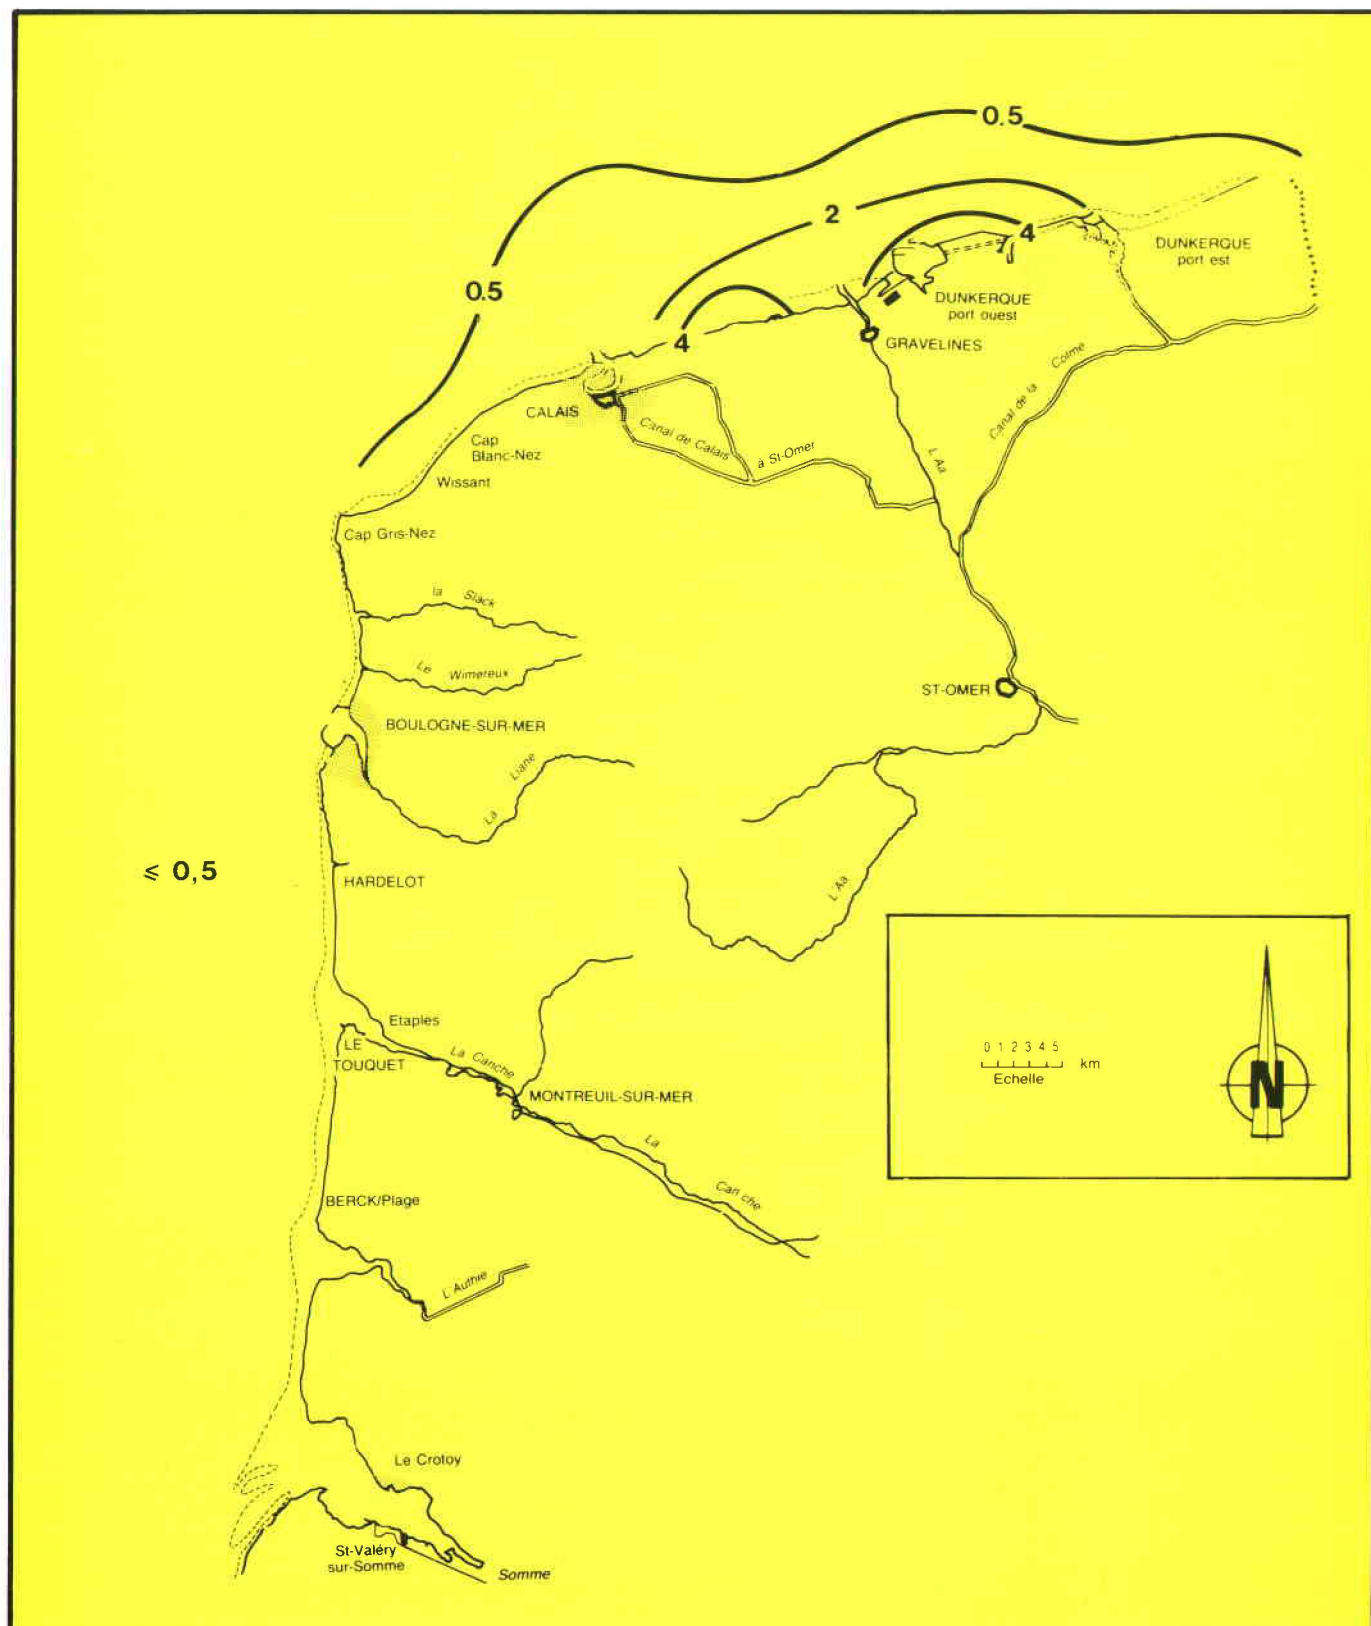 0.5
2
4
DUNKERQUE
port est
0.5
DUNKERQUE
port ouest
4
GRAVELINES
Canal de la Colme
CALAIS
Canal de Calais
à St-Omer
L'Aa
Cap
Blanc-Nez
Wissant
Cap Gris-Nez
la Slack
Le Wimereux
ST-OMER
BOULOGNE-SUR-MER
La Liane
≤ 0,5
HARDELOT
L'Aa
Etaples
LE
TOUQUET
La Canche
MONTREUIL-SUR-MER
La Can che
0 1 2 3 4 5
km
Echelle
N
BERCK/Plage
L'Authie
Le Crotoy
St-Valéry
sur-Somme
Somme